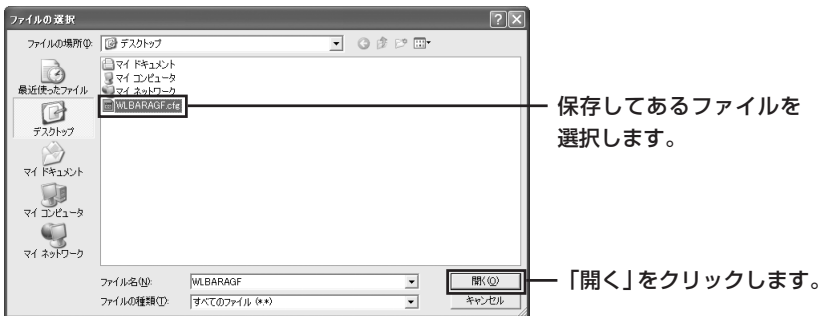 ファイルの選択
ファイルの場所(I):
デスクトップ
最近使ったファイル
デスクトップ
マイ ドキュメント
マイ コンピュータ
マイ ネットワーク
マイ ドキュメント
マイ コンピュータ
マイ ネットワーク
WLBARAGF.cfg
ファイル名(N):
WLBARAGF
開く(O)
ファイルの種類(T):
すべてのファイル (*.*)
キャンセル
保存してあるファイルを
選択します。
「開く」をクリックします。